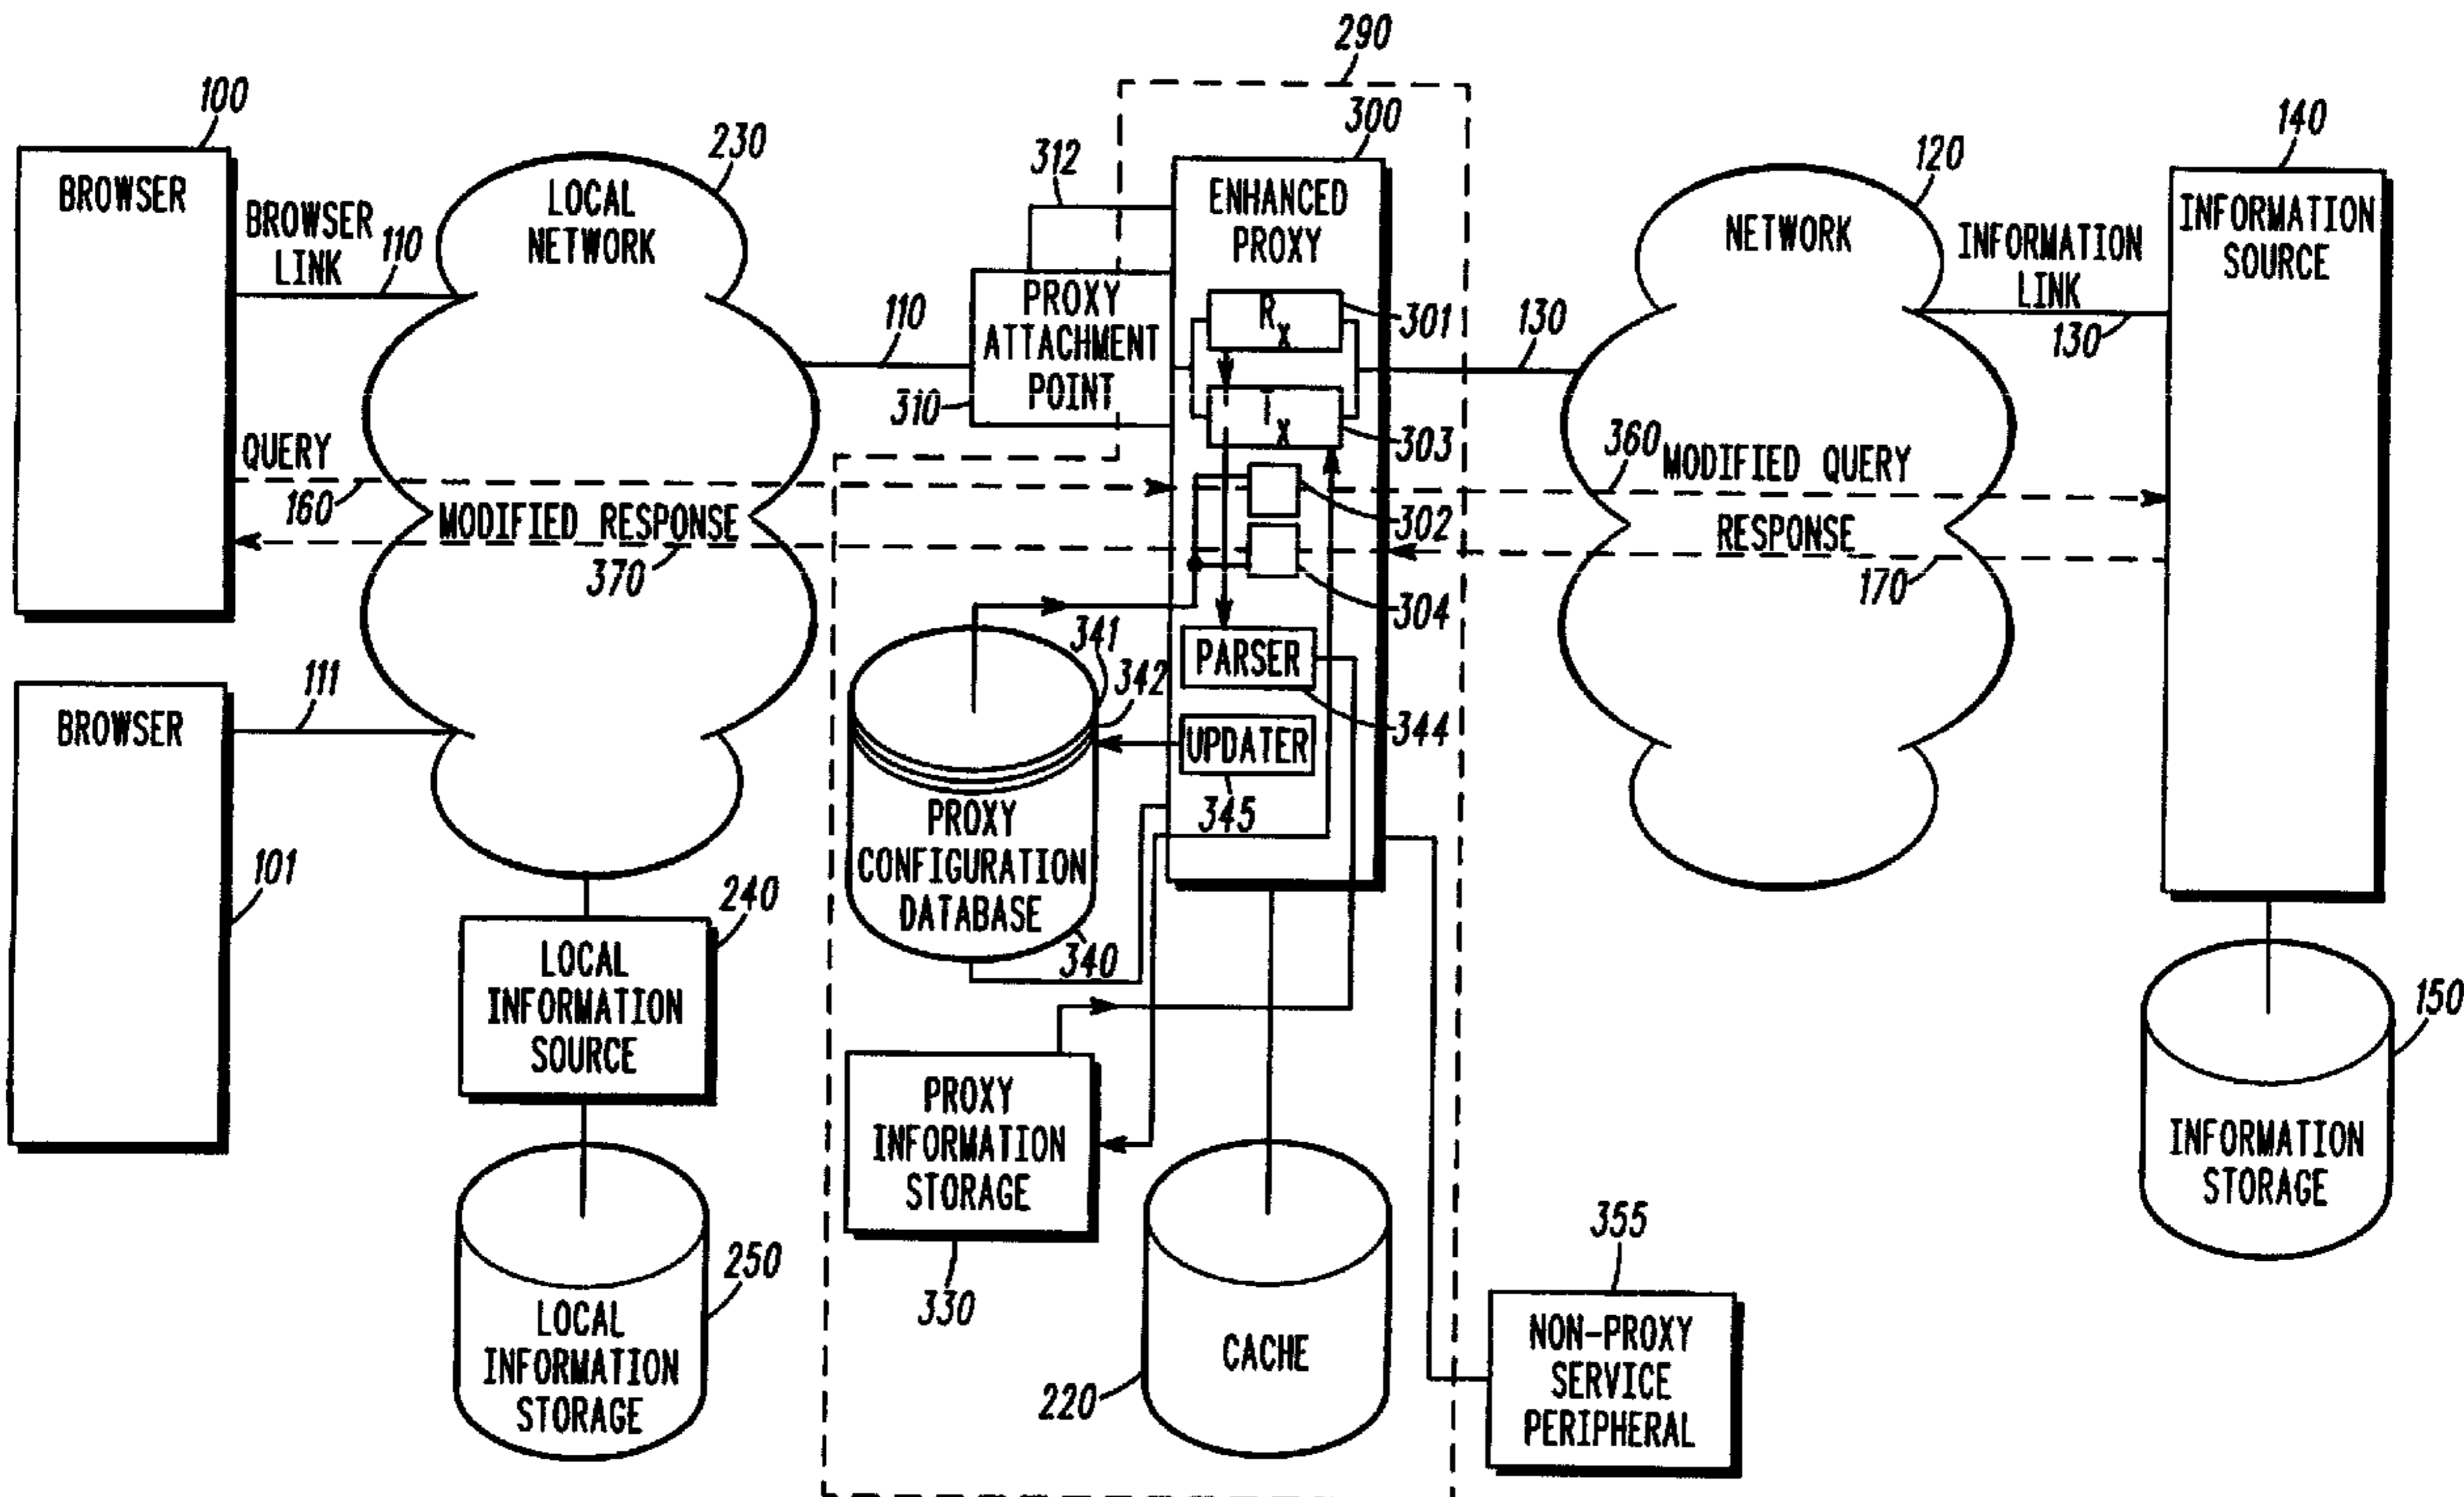 290
100
300
140
230
312
120
BROWSER
LOCAL
NETWORK
ENHANCED
PROXY
NETWORK
INFORMATION
SOURCE
BROWSER
LINK
110
INFORMATION
LINK
130
110
PROXY
ATTACHMENT
POINT
310
RX
301
130
TX
303
QUERY
160
360
MODIFIED QUERY
MODIFIED RESPONSE
370
302
RESPONSE
170
304
341
342
PARSER
344
111
BROWSER
UPDATER
345
PROXY
CONFIGURATION
DATABASE
340
101
240
LOCAL
INFORMATION
SOURCE
150
PROXY
INFORMATION
STORAGE
330
INFORMATION
STORAGE
250
LOCAL
INFORMATION
STORAGE
CACHE
220
355
NON-PROXY
SERVICE
PERIPHERAL